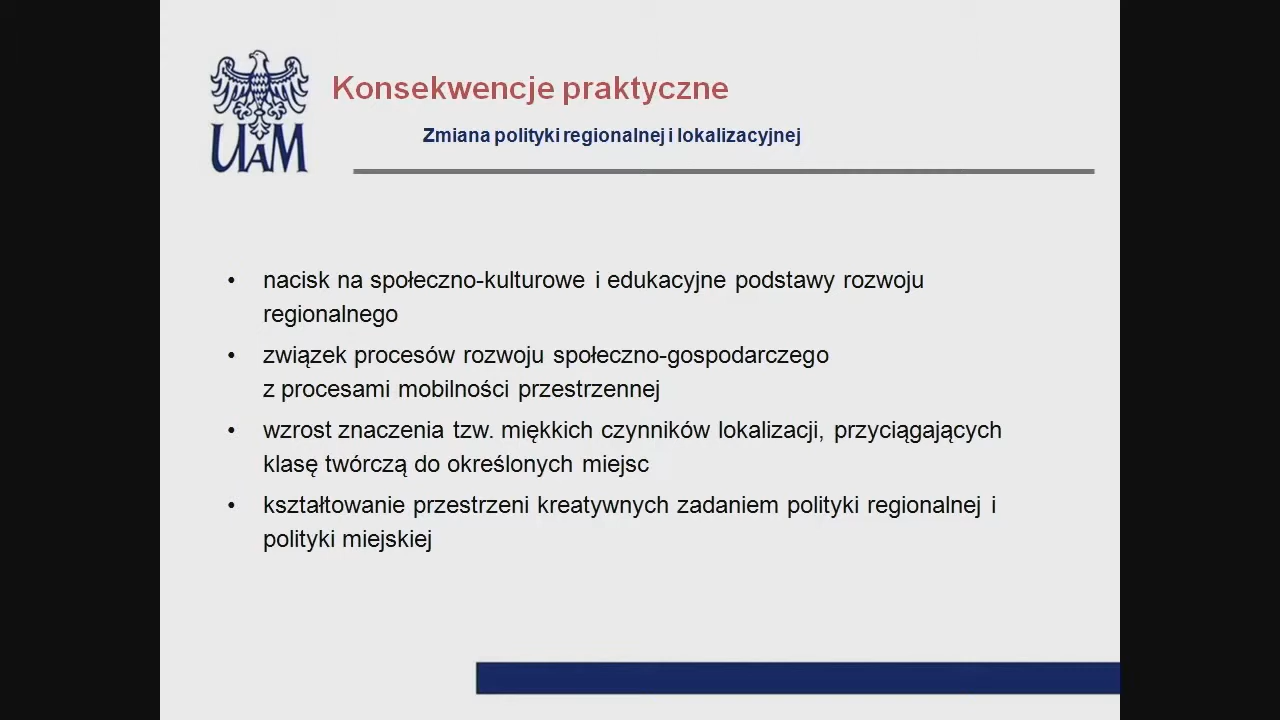 UAM
Konsekwencje praktyczne
Zmiana polityki regionalnej i lokalizacyjnej
• nacisk na społeczno-kulturowe i edukacyjne podstawy rozwoju
regionalnego
• związek procesów rozwoju społeczno-gospodarczego
z procesami mobilności przestrzennej
• wzrost znaczenia tzw. miękkich czynników lokalizacji, przyciągających
klasę twórczą do określonych miejsc
• kształtowanie przestrzeni kreatywnych zadaniem polityki regionalnej i
polityki miejskiej